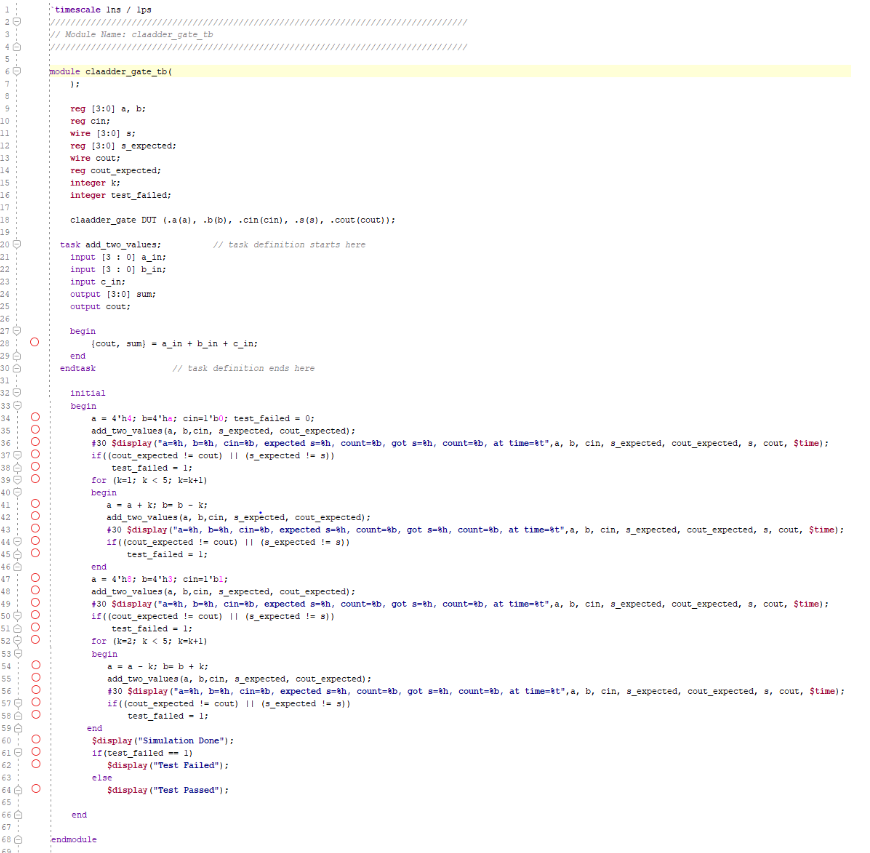 1 `timescale 1ns / 1ps
2 //////////////////////////////////////////////////////////////////////////////////
3 // Module Name: claadder_gate_tb
4 //////////////////////////////////////////////////////////////////////////////////
5
6 module claadder_gate_tb(
7 );
8
9 reg [3:0] a, b;
10 reg cin;
11 wire [3:0] s;
12 reg [3:0] s_expected;
13 wire cout;
14 reg cout_expected;
15 integer k;
16 integer test_failed;
17
18 claadder_gate DUT (.a(a), .b(b), .cin(cin), .s(s), .cout(cout));
19
20 task add_two_values; // task definition starts here
21 input [3 : 0] a_in;
22 input [3 : 0] b_in;
23 input c_in;
24 output [3:0] sum;
25 output cout;
26
27 begin
28 {cout, sum} = a_in + b_in + c_in;
29 end
30 endtask // task definition ends here
31
32 initial
33 begin
34 a = 4'h4; b=4'ha; cin=1'b0; test_failed = 0;
35 add_two_values(a, b,cin, s_expected, cout_expected);
36 #30 $display("a=%h, b=%h, cin=%b, expected s=%h, count=%b, got s=%h, count=%b, at time=%t",a, b, cin, s_expected, cout_expected, s, cout, $time);
37 if((cout_expected != cout) || (s_expected != s))
38 test_failed = 1;
39 for (k=1; k < 5; k=k+1)
40 begin
41 a = a + k; b= b - k;
42 add_two_values(a, b,cin, s_expected, cout_expected);
43 #30 $display("a=%h, b=%h, cin=%b, expected s=%h, count=%b, got s=%h, count=%b, at time=%t",a, b, cin, s_expected, cout_expected, s, cout, $time);
44 if((cout_expected != cout) || (s_expected != s))
45 test_failed = 1;
46 end
47 a = 4'h8; b=4'h3; cin=1'b1;
48 add_two_values(a, b,cin, s_expected, cout_expected);
49 #30 $display("a=%h, b=%h, cin=%b, expected s=%h, count=%b, got s=%h, count=%b, at time=%t",a, b, cin, s_expected, cout_expected, s, cout, $time);
50 if((cout_expected != cout) || (s_expected != s))
51 test_failed = 1;
52 for (k=2; k < 5; k=k+1)
53 begin
54 a = a - k; b= b + k;
55 add_two_values(a, b,cin, s_expected, cout_expected);
56 #30 $display("a=%h, b=%h, cin=%b, expected s=%h, count=%b, got s=%h, count=%b, at time=%t",a, b, cin, s_expected, cout_expected, s, cout, $time);
57 if((cout_expected != cout) || (s_expected != s))
58 test_failed = 1;
59 end
60 $display("Simulation Done");
61 if(test_failed == 1)
62 $display("Test Failed");
63 else
64 $display("Test Passed");
65
66 end
67
68 endmodule
69